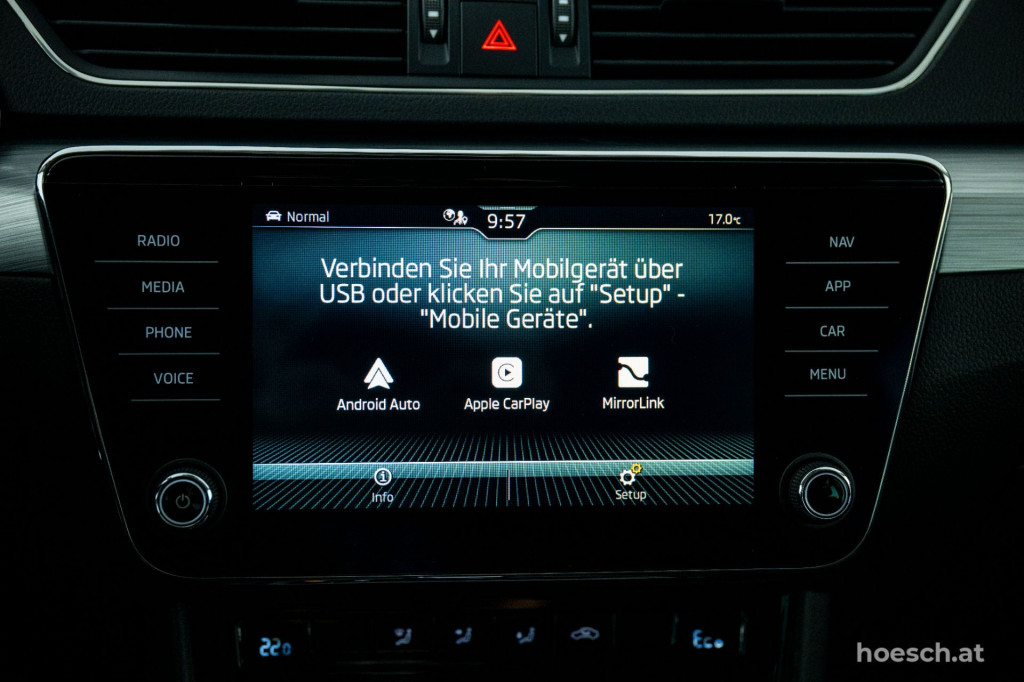 Normal
9:57
17.0°C
RADIO
MEDIA
PHONE
VOICE
Verbinden Sie Ihr Mobilgerät über
USB oder klicken Sie auf "Setup" -
"Mobile Geräte".
Android Auto
Apple CarPlay
MirrorLink
Info
Setup
NAV
APP
CAR
MENU
22.0
hoesch.at